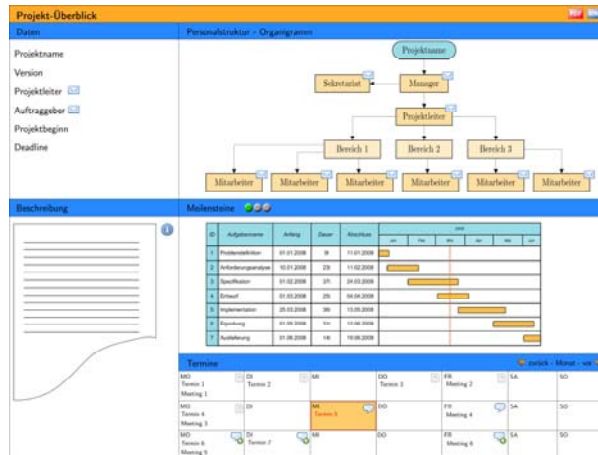 Projekt-Überblick
Daten
Personalstruktur - Organigramm
Projektname
Version
Projektleiter
Auftraggeber
Projektbeginn
Deadline
Projektname
Sekretariat
Manager
Projektleiter
Bereich 1
Bereich 2
Bereich 3
Mitarbeiter
Mitarbeiter
Mitarbeiter
Mitarbeiter
Mitarbeiter
Mitarbeiter
Beschreibung
Meilensteine
ID Aufgabenname Anfang Dauer Abschluss
1 Problemdefinition 01.01.2008 11.01.2008
2 Anforderungsanalyse 10.01.2008 11.02.2008
3 Spezifikation 01.02.2008 24.03.2008
4 Entwurf 01.03.2008 04.04.2008
5 Implementation 25.03.2008 13.05.2008
6
7 Auslieferung 01.06.2008 19.06.2008
Termine
zurück - Monat - vor
MO DI MI DO FR SA SO
Termin 1 Termin 2 Termin 3 Meeting 2
Meeting 1
MO DI MI DO FR SA SO
Termin 4 Termin 5 Meeting 4
Meeting 3
MO DI MI DO FR SA SO
Termin 6 Termin 7 Meeting 6
Meeting 5